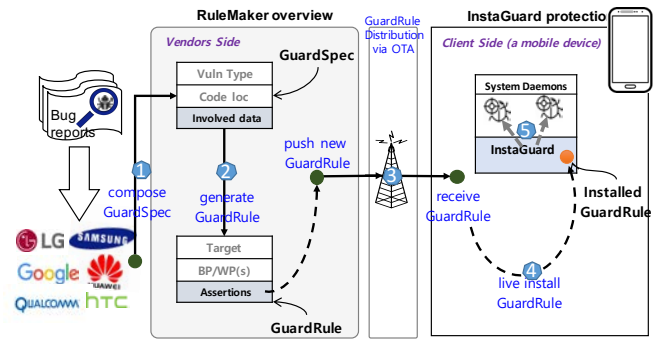 RuleMaker overview
GuardRule
Distribution
via OTA
InstaGuard protectio
Vendors Side
Client Side (a mobile device)
GuardSpec
Vuln Type
Code loc
Involved data
Bug
reports
1
compose
GuardSpec
2
generate
GuardRule
push new
GuardRule
3
receive
GuardRule
System Daemons
5
InstaGuard
Installed
GuardRule
4
live install
GuardRule
LG
SAMSUNG
Google
HUAWEI
QUALCOMM
hTC
Target
BP/WP(s)
Assertions
GuardRule